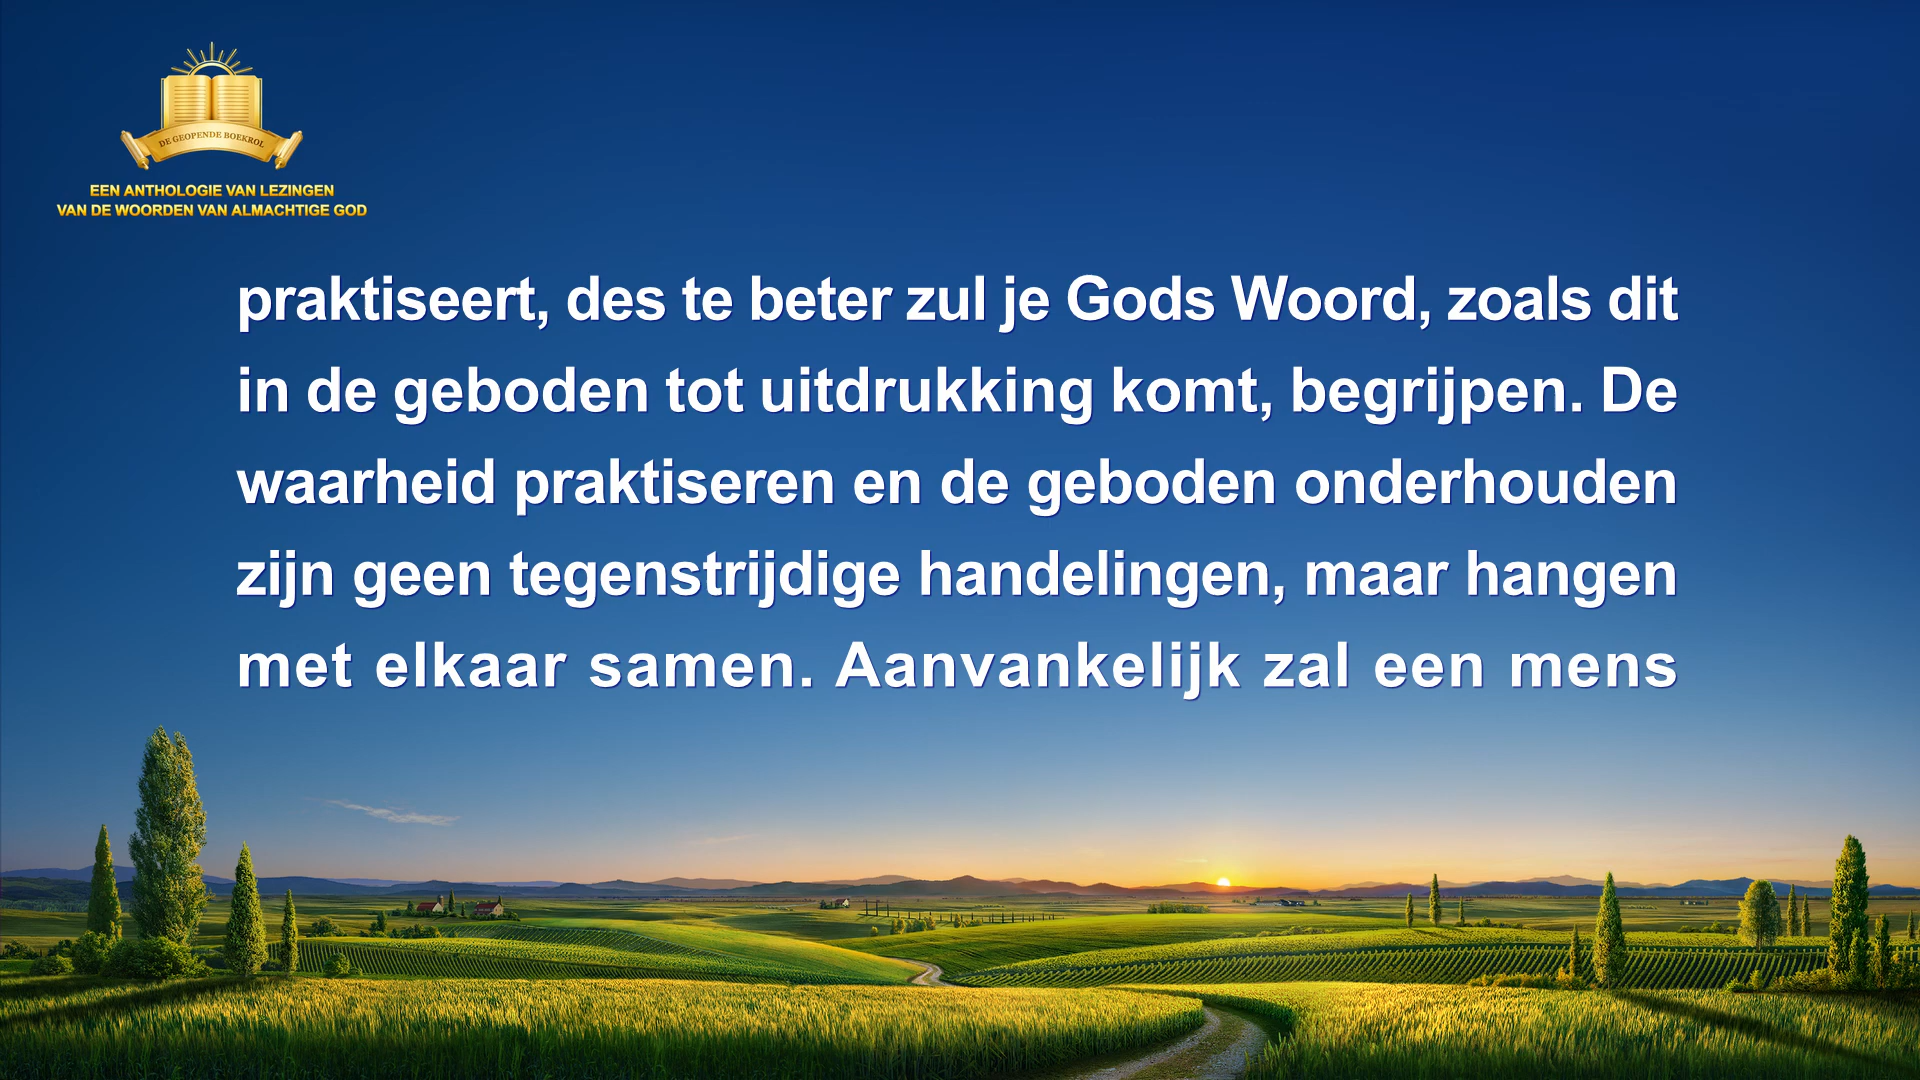 DE GEOPENDE BOEKROL
EEN ANTHOLOGIE VAN LEZINGEN
VAN DE WOORDEN VAN ALMACHTIGE GOD
praktiseert, des te beter zul je Gods Woord, zoals dit
in de geboden tot uitdrukking komt, begrijpen. De
waarheid praktiseren en de geboden onderhouden
zijn geen tegenstrijdige handelingen, maar hangen
met elkaar samen. Aanvankelijk zal een mens